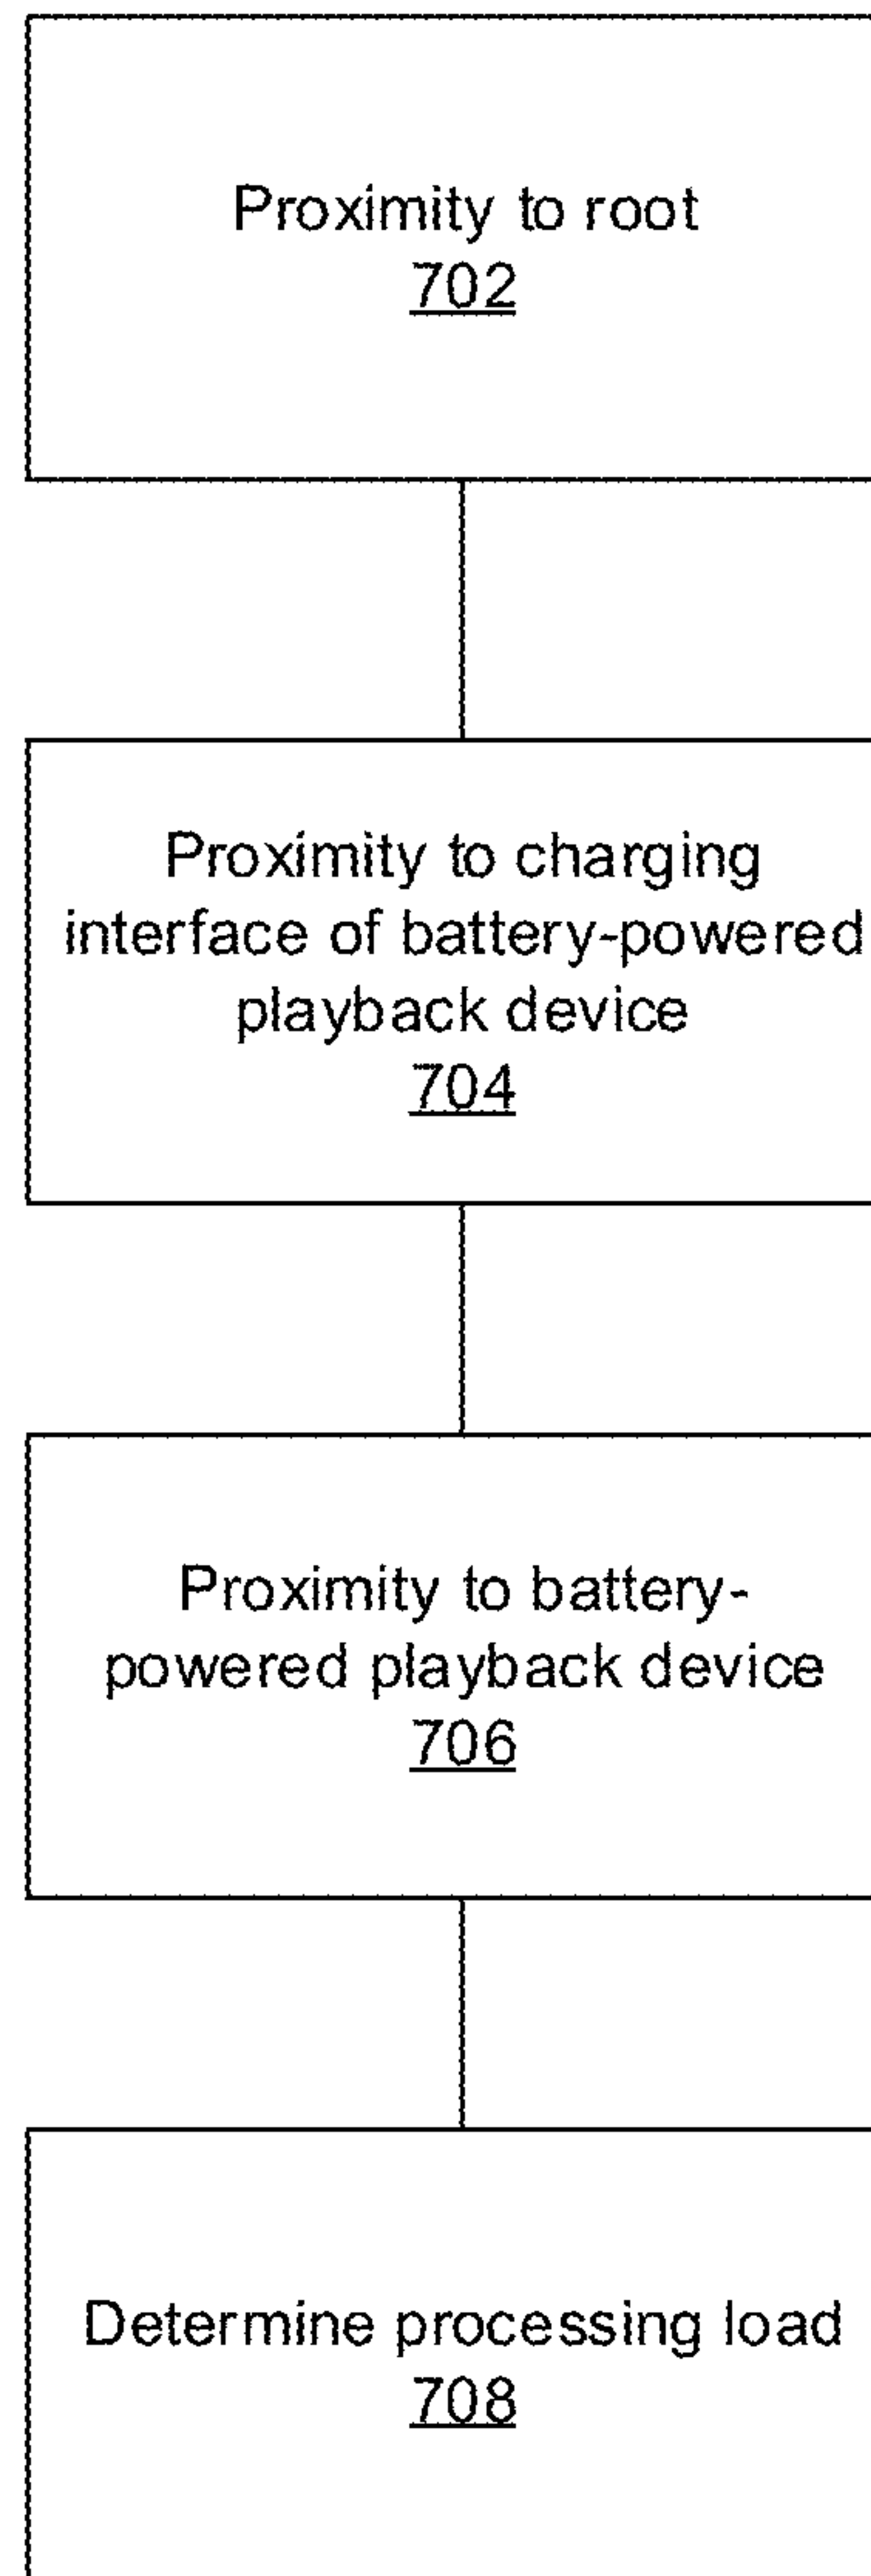 Proximity to root
702
Proximity to charging
interface of battery-powered
playback device
704
Proximity to battery-
powered playback device
706
Determine processing load
708